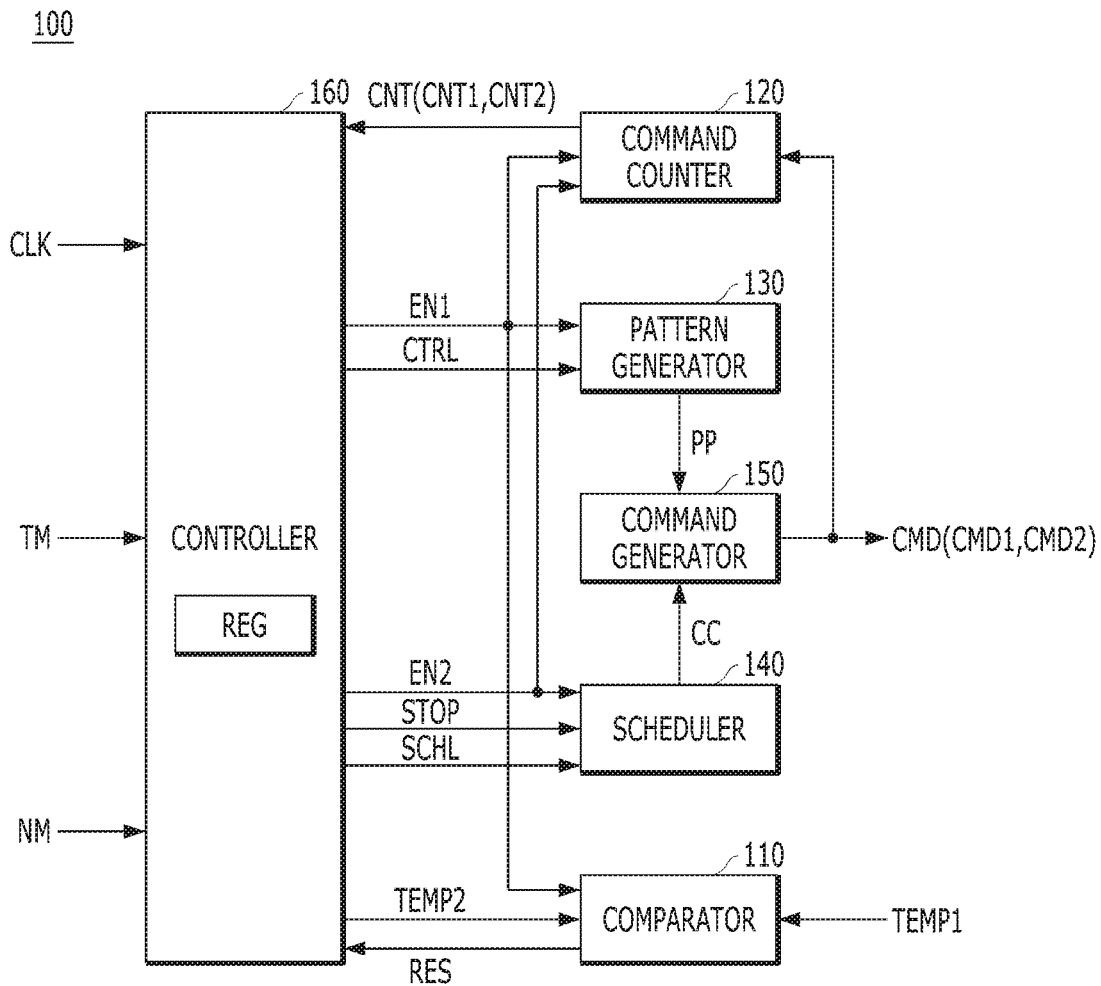 100
160
CNT(CNT1,CNT2)
120
COMMAND
COUNTER
CLK
130
EN1
PATTERN
GENERATOR
CTRL
PP
150
TM
CONTROLLER
COMMAND
GENERATOR
CMD(CMD1,CMD2)
REG
CC
140
EN2
STOP
SCHEDULER
SCHL
NM
110
TEMP2
COMPARATOR
TEMP1
RES